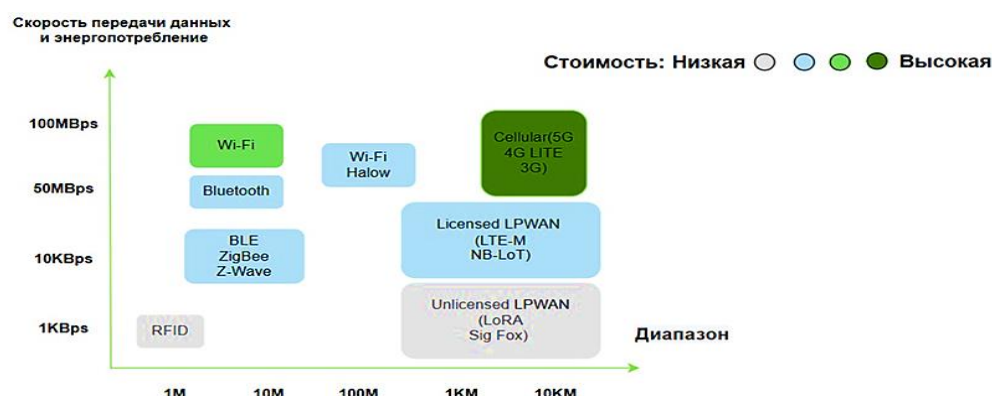 Скорость передачи данных
и энергопотребление
Стоимость: Низкая Высокая
100MBps
Wi-Fi
Wi-Fi
Halow
Cellular(5G
4G LITE
3G)
50MBps
Bluetooth
BLE
ZigBee
Z-Wave
Licensed LPWAN
(LTE-M
NB-LoT)
10KBps
Unlicensed LPWAN
(LoRA
Sig Fox)
1KBps
RFID
Диапазон
1M 10M 100M 1KM 10KM